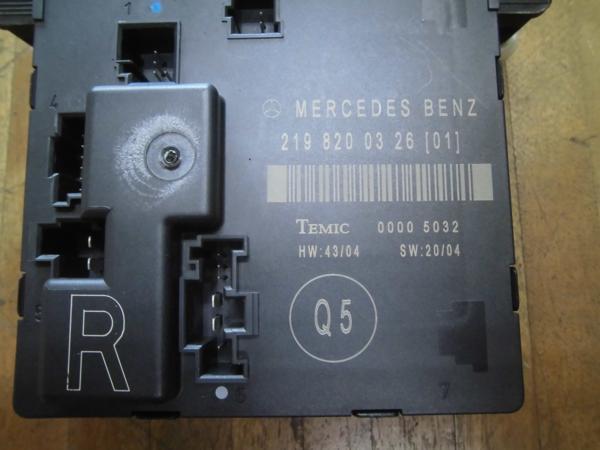 1
4
MERCEDES BENZ
219 820 03 26 [01]
TEMIC 0000 5032
HW:43/04 SW:20/04
Q5
R
6
7